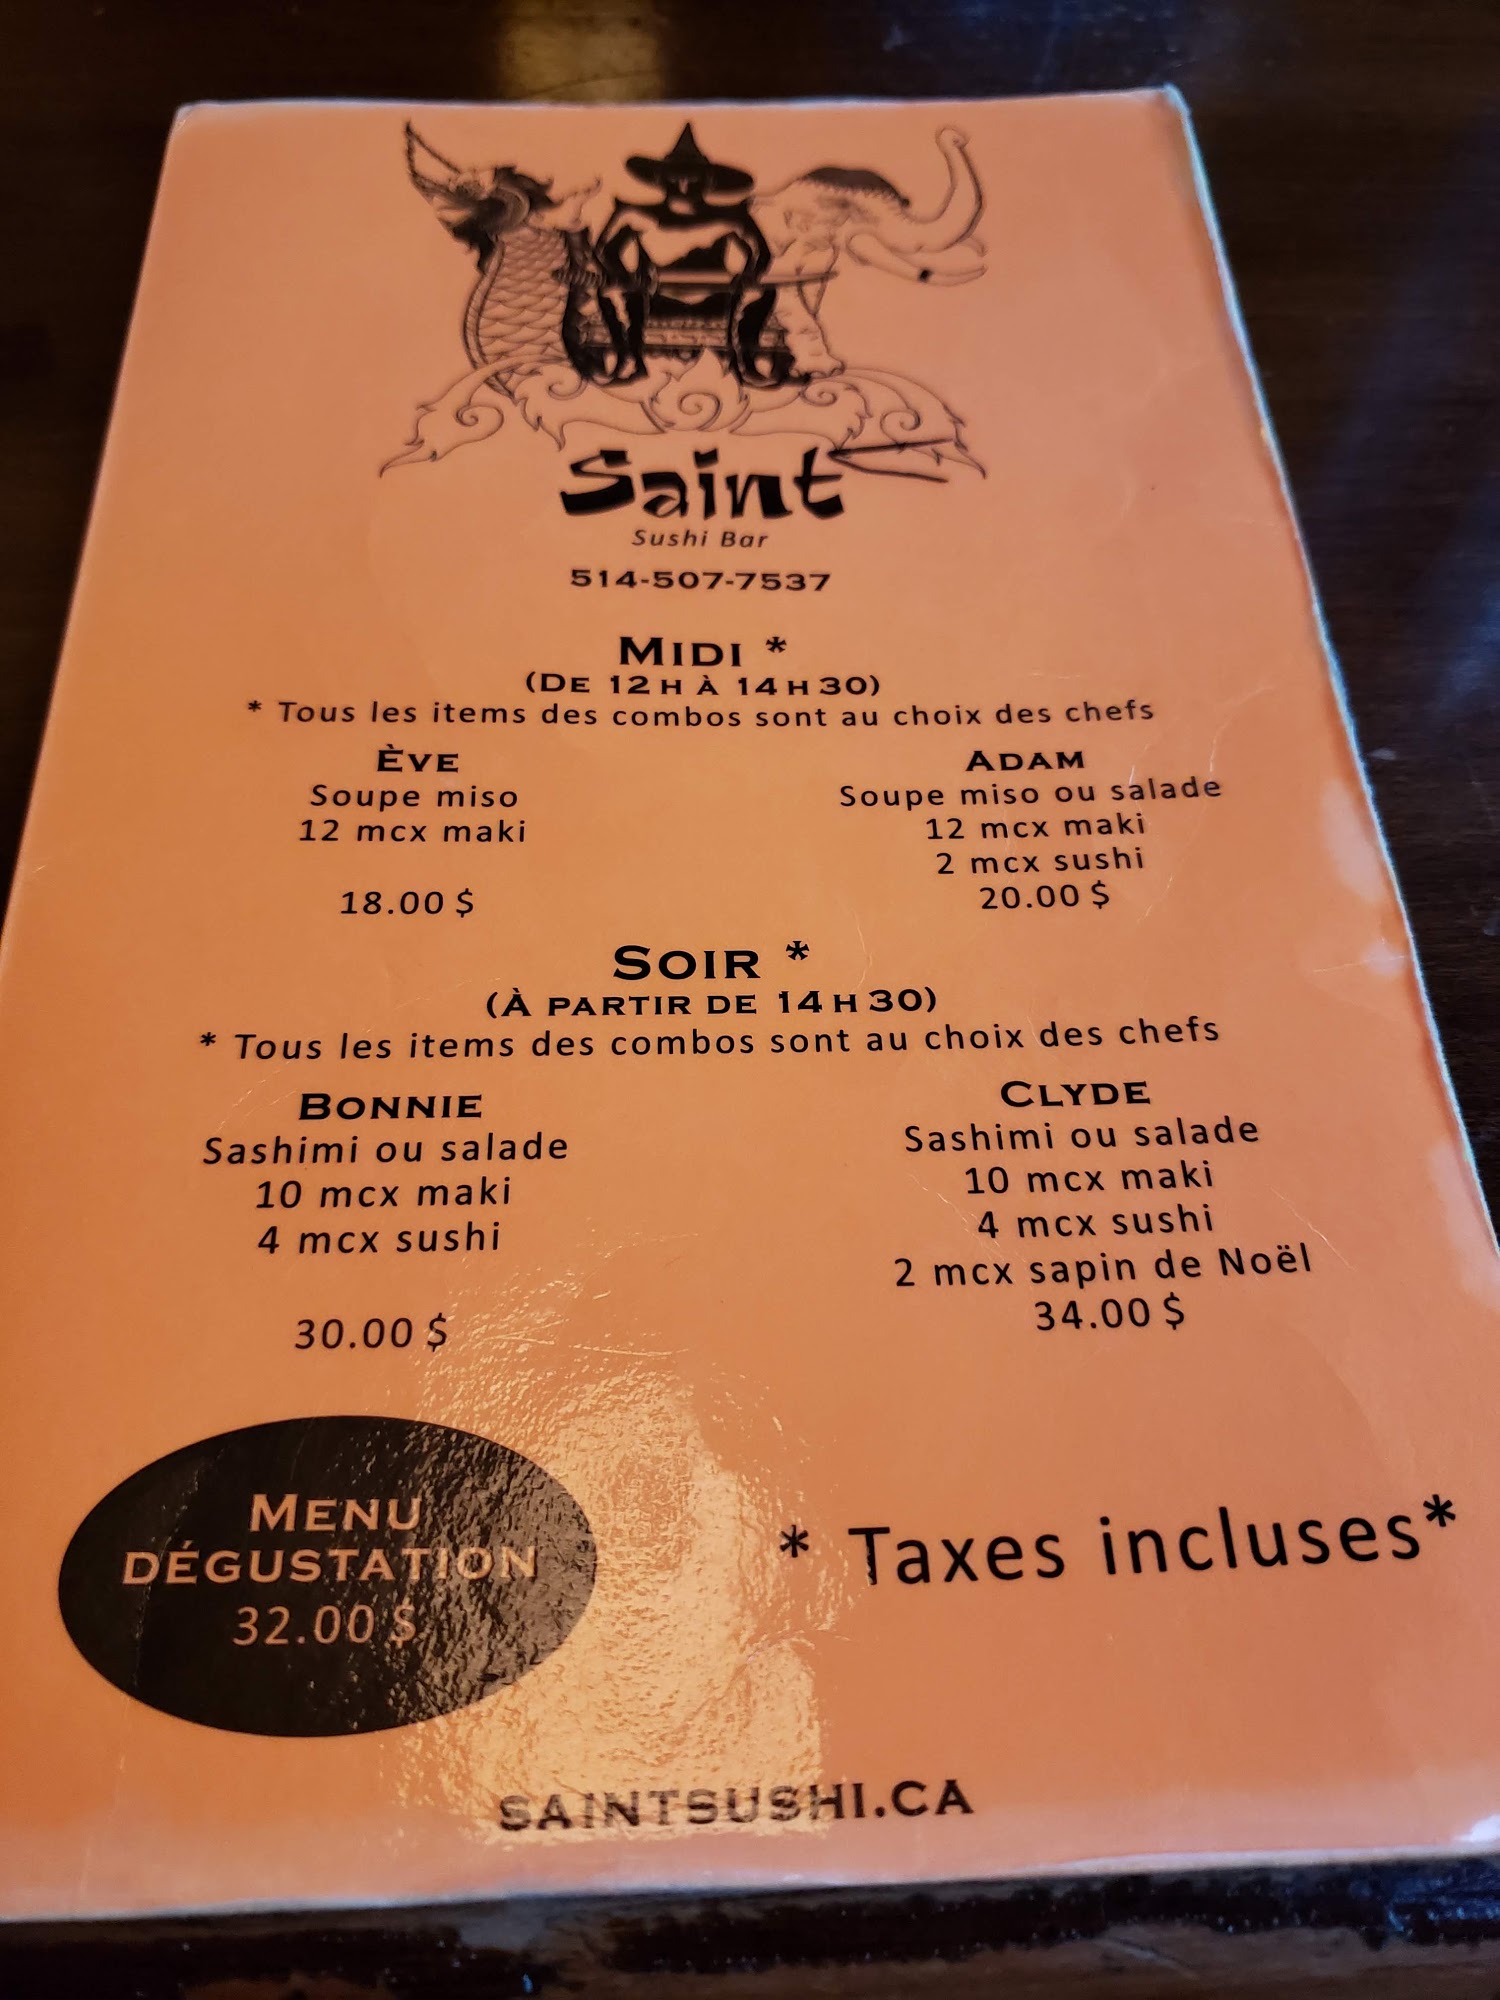 Saint
Sushi Bar
514-507-7537
MIDI *
(DE 12 H À 14 H 30)
* Tous les items des combos sont au choix des chefs
ÈVE
Soupe miso
12 mcx maki
18.00 $
ADAM
Soupe miso ou salade
12 mcx maki
2 mcx sushi
20.00 $
SOIR *
(À PARTIR DE 14 H 30)
* Tous les items des combos sont au choix des chefs
BONNIE
Sashimi ou salade
10 mcx maki
4 mcx sushi
30.00 $
CLYDE
Sashimi ou salade
10 mcx maki
4 mcx sushi
2 mcx sapin de Noël
34.00 $
MENU
DÉGUSTATION
32.00 $
* Taxes incluses*
SAINTSUSHI.CA